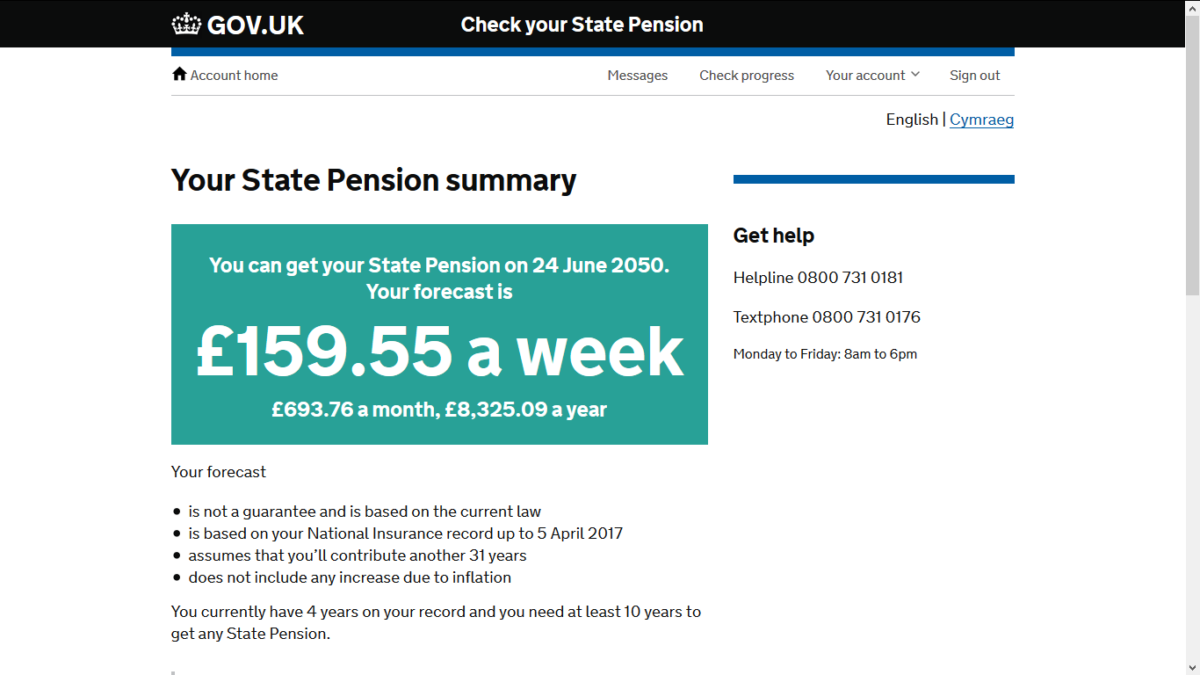 GOV.UK
Check your State Pension
Account home
Messages
Check progress
Your account
Sign out
English | Cymraeg
Your State Pension summary
You can get your State Pension on 24 June 2050.
Your forecast is
£159.55 a week
£693.76 a month, £8,325.09 a year
Your forecast
• is not a guarantee and is based on the current law
• is based on your National Insurance record up to 5 April 2017
• assumes that you’ll contribute another 31 years
• does not include any increase due to inflation
You currently have 4 years on your record and you need at least 10 years to
get any State Pension.
Get help
Helpline 0800 731 0181
Textphone 0800 731 0176
Monday to Friday: 8am to 6pm